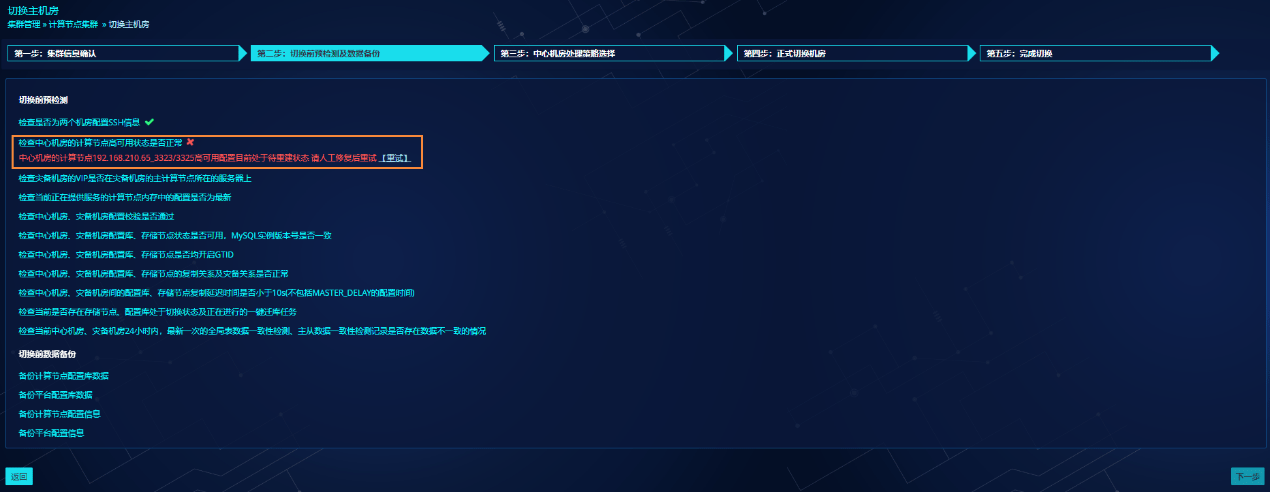 切换主机房
集群管理 » 计算节点集群 » 切换主机房
第一步：集群信息确认
第二步：切换前预检测及数据备份
第三步：中心机房处理策略选择
第四步：正式切换机房
第五步：完成切换
切换前预检测
检查是否为两个机房配置SSH信息
检查中心机房的计算节点高可用状态是否正常
中心机房的计算节点192.168.210.65_3323/3325高可用配置目前处于待重建状态 请人工修复后重试 【重试】
检查灾备机房的VIP是否在灾备机房的主计算节点所在的服务器上
检查当前正在提供服务的计算节点内存中的配置是否为最新
检查中心机房、灾备机房配置校验是否通过
检查中心机房、灾备机房配置库、存储节点状态是否可用，MySQL实例版本号是否一致
检查中心机房、灾备机房配置库、存储节点是否均开启GTID
检查中心机房、灾备机房配置库、存储节点的复制关系及灾备关系是否正常
检查中心机房、灾备机房间的配置库、存储节点复制延迟时间是否小于10s(不包括MASTER_DELAY的配置时间)
检查当前是否存在存储节点、配置库处于切换状态及正在进行的一键迁库任务
检查当前中心机房、灾备机房24小时内，最新一次的全局表数据一致性检测、主从数据一致性检测记录是否存在数据不一致的情况
切换前数据备份
备份计算节点配置库数据
备份平台配置库数据
备份计算节点配置信息
备份平台配置信息
返回
下一步